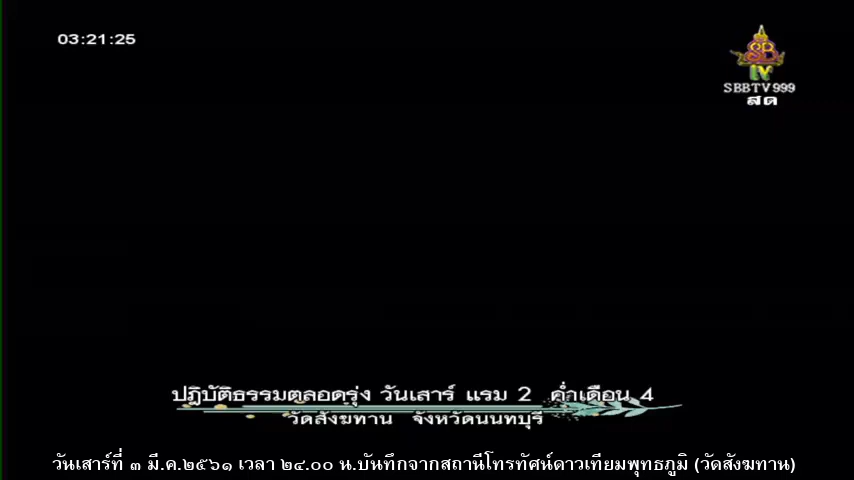 03:21:25
SBBTV999
สด
ปฏิบัติธรรมตลอดรุ่ง วันเสาร์ แรม 2 ค่ำเดือน 4
วัดสังฆทาน จังหวัดนนทบุรี
วันเสาร์ที่ ๓ มี.ค.๒๕๖๑ เวลา ๒๔.๐๐ น.บันทึกจากสถานีโทรทัศน์ดาวเทียมพุทธภูมิ (วัดสังฆทาน)